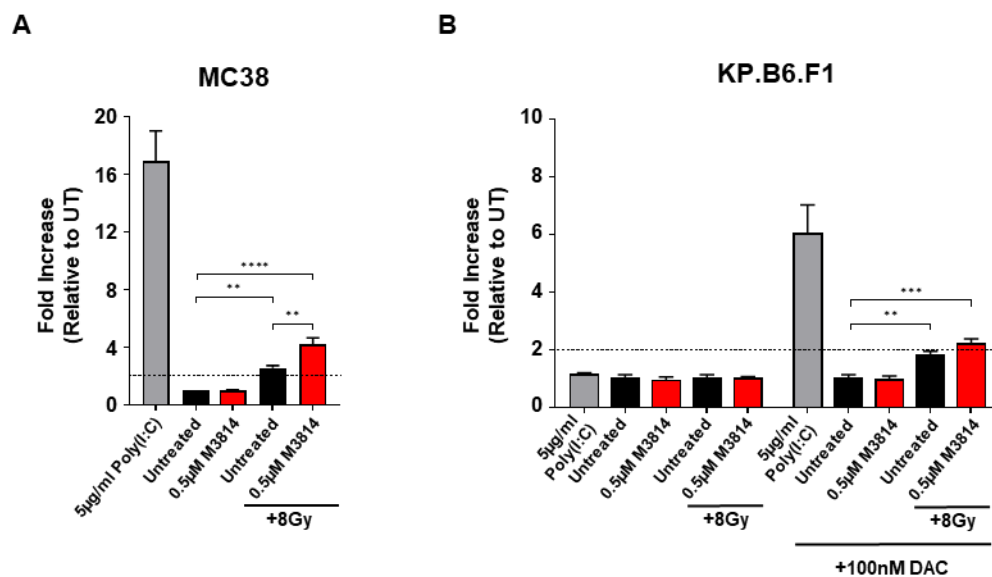 A
MC38
Fold Increase
(Relative to UT)
20
16
12
8
4
0
****
**
**
5µg/ml Poly(I:C)
Untreated
0.5µM M3814
Untreated
0.5µM M3814
+8Gy
B
KP.B6.F1
Fold Increase
(Relative to UT)
10
8
6
4
2
0
***
**
5µg/ml
Poly(I:C)
Untreated
0.5µM M3814
Untreated
0.5µM M3814
5µg/ml
Poly(I:C)
Untreated
0.5µM M3814
Untreated
0.5µM M3814
+8Gy
+8Gy
+100nM DAC